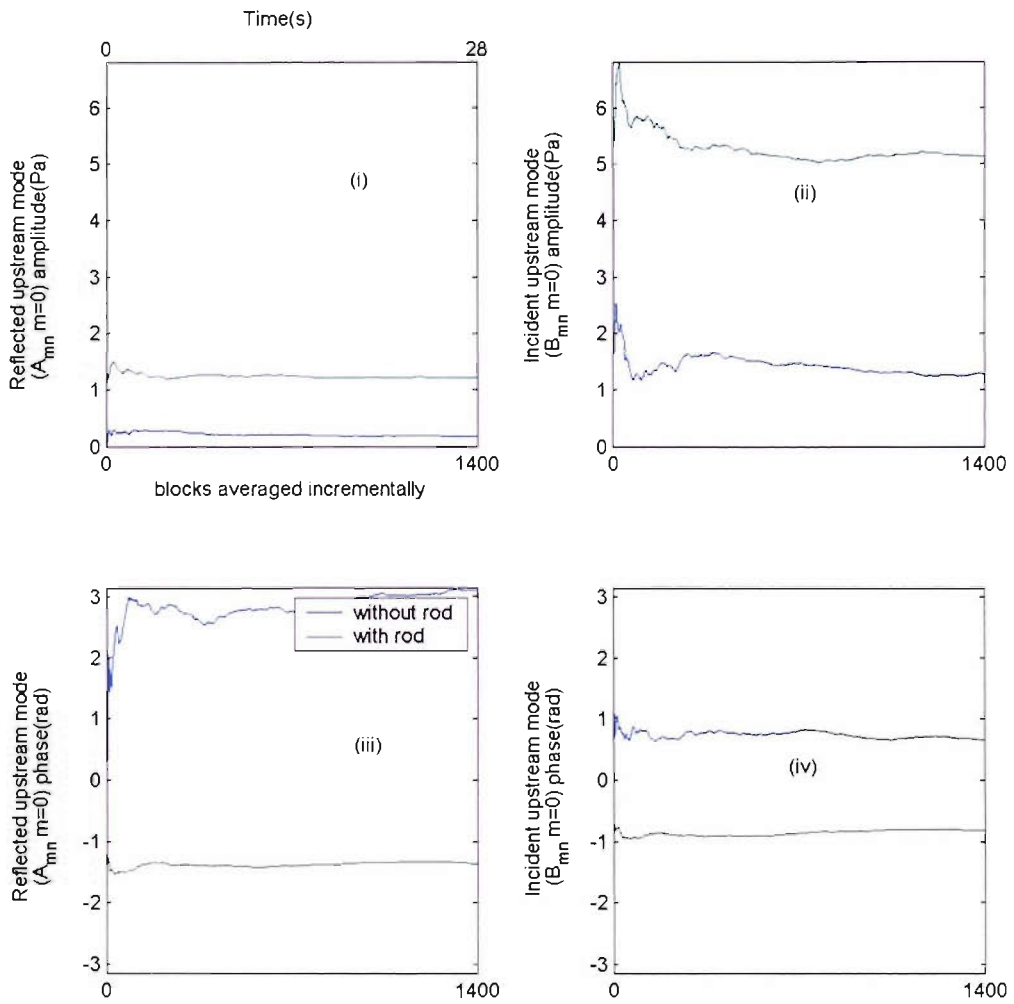 Time(s)
0 28
6
5
4
3
2
1
0
0 1400
blocks averaged incrementally
Reflected upstream mode
(A_mn m=0) amplitude(Pa)
(i)
6
5
4
3
2
1
0
0 1400
Incident upstream mode
(B_mn m=0) amplitude(Pa)
(ii)
3
2
1
0
-1
-2
-3
0 1400
Reflected upstream mode
(A_mn m=0) phase(rad)
without rod
with rod
(iii)
3
2
1
0
-1
-2
-3
0 1400
Incident upstream mode
(B_mn m=0) phase(rad)
(iv)